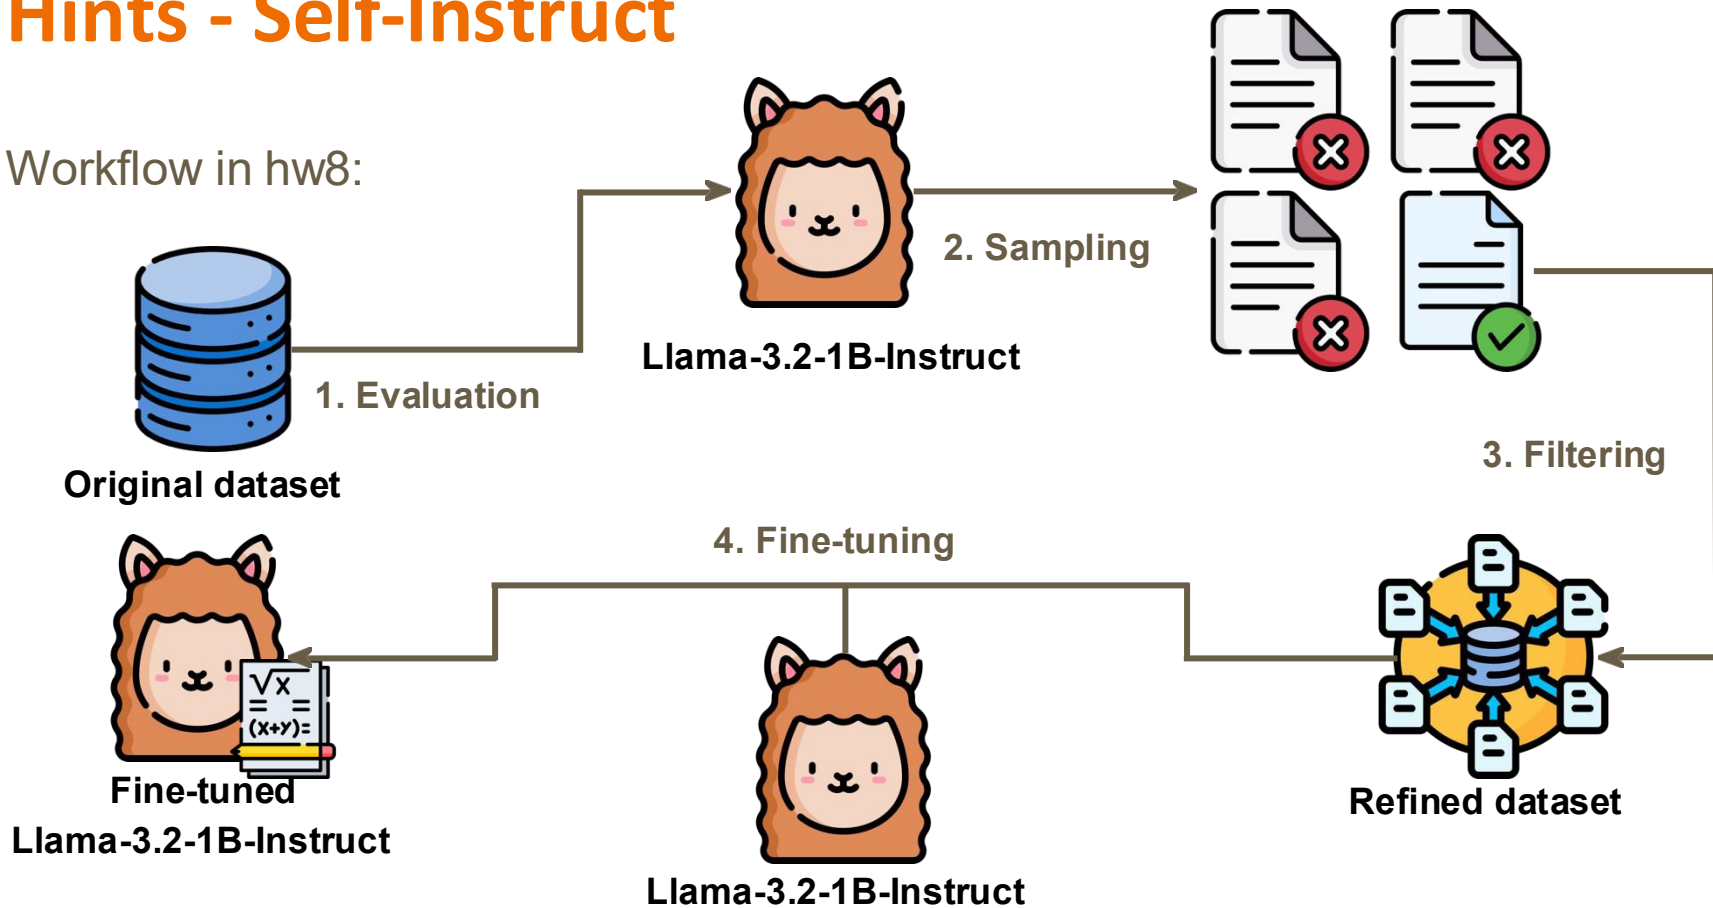 Hints - Self-Instruct
Workflow in hw8:
2. Sampling
Llama-3.2-1B-Instruct
1. Evaluation
Original dataset
3. Filtering
4. Fine-tuning
√x
= =
(x+y)=
Fine-tuned
Llama-3.2-1B-Instruct
Refined dataset
Llama-3.2-1B-Instruct